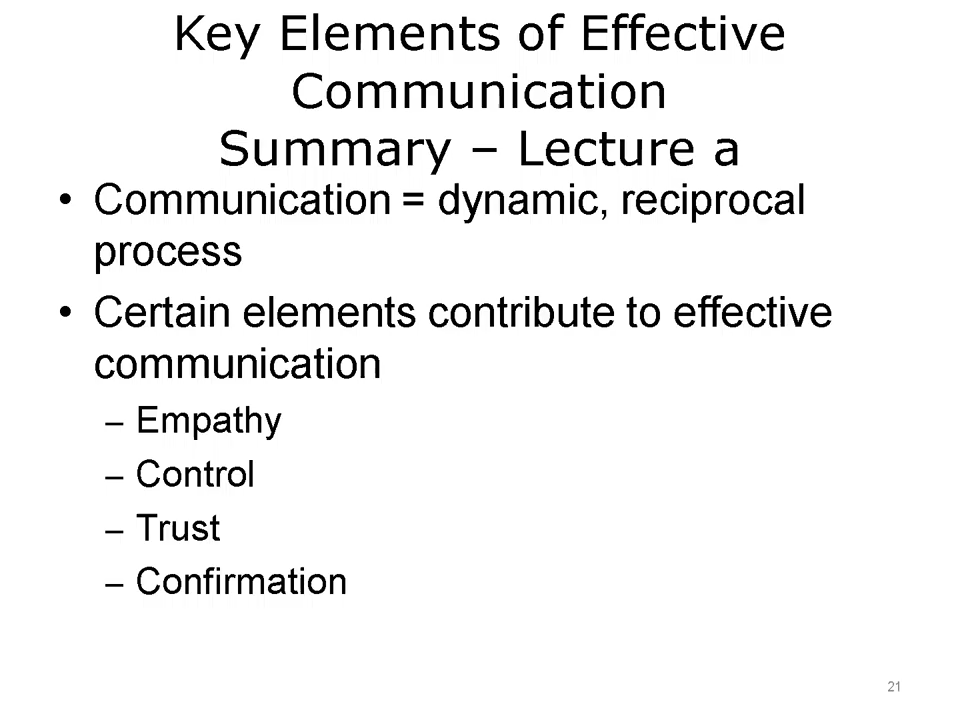 Key Elements of Effective
Communication
Summary – Lecture a
• Communication = dynamic, reciprocal
process
• Certain elements contribute to effective
communication
– Empathy
– Control
– Trust
– Confirmation
21